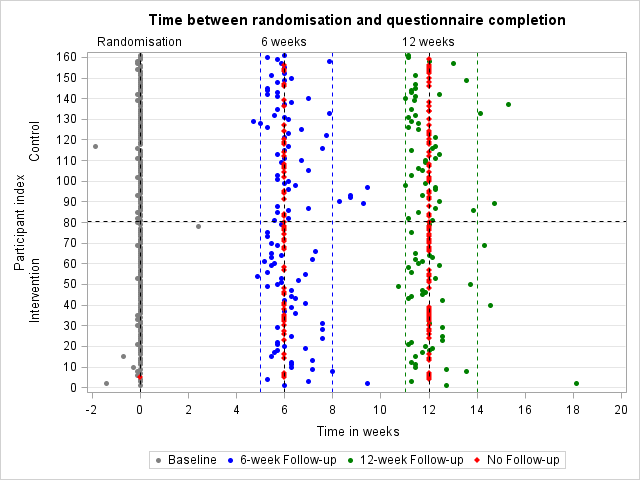 Time between randomisation and questionnaire completion
Randomisation 6 weeks 12 weeks
160
150
140
130
120
110
100
90
80
70
60
50
40
30
20
10
0
Participant index
Control
Intervention
-2 0 2 4 6 8 10 12 14 16 18 20
Time in weeks
Baseline 6-week Follow-up 12-week Follow-up No Follow-up